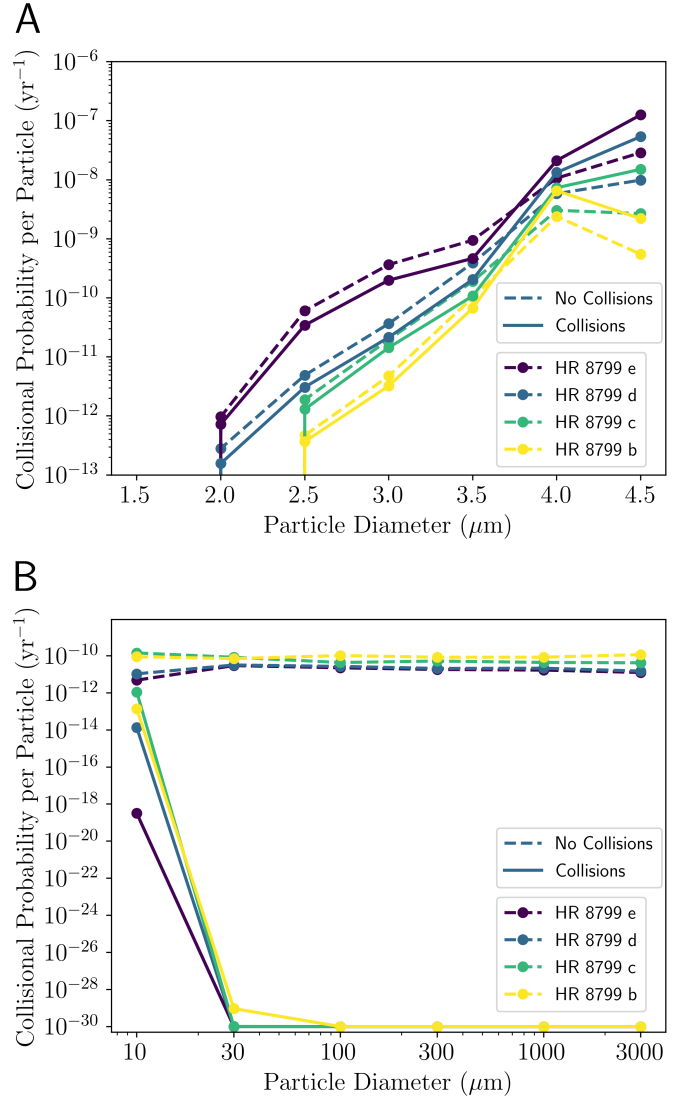 A
Collisional Probability per Particle (yr⁻¹)
10⁻⁶
10⁻⁷
10⁻⁸
10⁻⁹
10⁻¹⁰
10⁻¹¹
10⁻¹²
10⁻¹³
No Collisions
Collisions
HR 8799 e
HR 8799 d
HR 8799 c
HR 8799 b
1.5 2.0 2.5 3.0 3.5 4.0 4.5
Particle Diameter (μm)
B
Collisional Probability per Particle (yr⁻¹)
10⁻¹⁰
10⁻¹²
10⁻¹⁴
10⁻¹⁶
10⁻¹⁸
10⁻²⁰
10⁻²²
10⁻²⁴
10⁻²⁶
10⁻²⁸
10⁻³⁰
No Collisions
Collisions
HR 8799 e
HR 8799 d
HR 8799 c
HR 8799 b
10 30 100 300 1000 3000
Particle Diameter (μm)